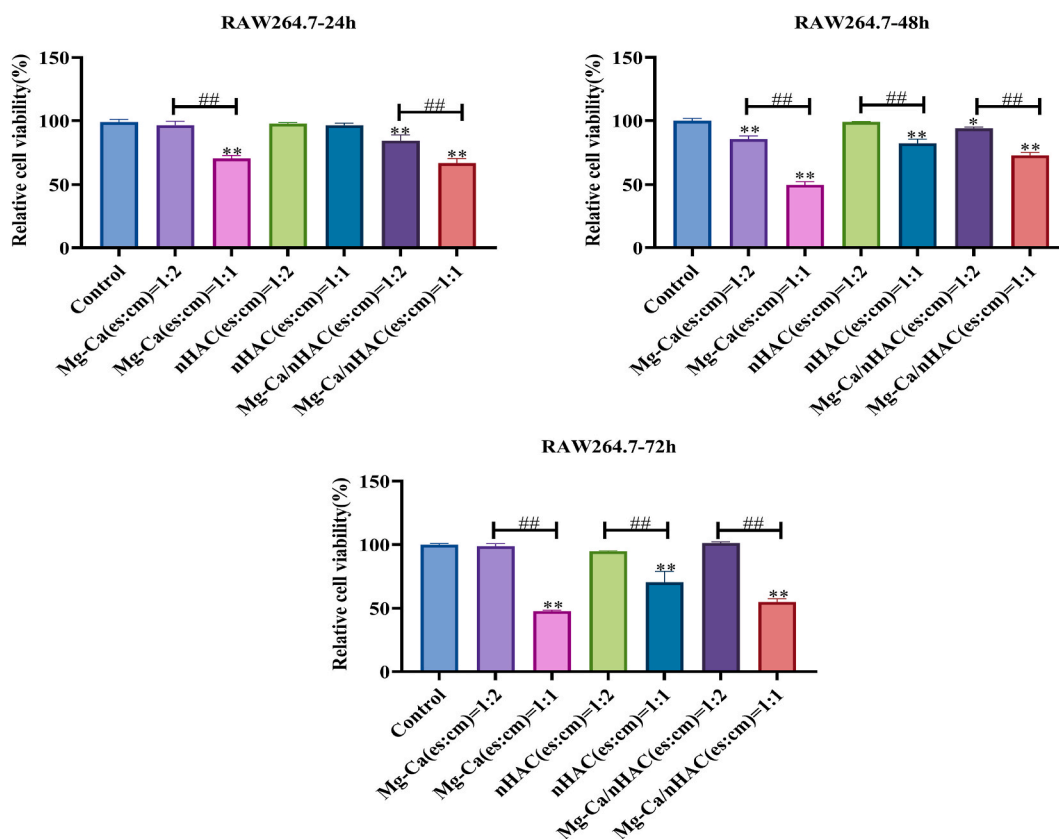 RAW264.7-24h
Relative cell viability(%)
150
100
50
0
##
##
**
**
**
Control
Mg-Ca(es:cm)=1:2
Mg-Ca(es:cm)=1:1
nHAC(es:cm)=1:2
nHAC(es:cm)=1:1
Mg-Ca/nHAC(es:cm)=1:2
Mg-Ca/nHAC(es:cm)=1:1
RAW264.7-48h
Relative cell viability(%)
150
100
50
0
##
##
##
**
**
**
*
**
Control
Mg-Ca(es:cm)=1:2
Mg-Ca(es:cm)=1:1
nHAC(es:cm)=1:2
nHAC(es:cm)=1:1
Mg-Ca/nHAC(es:cm)=1:2
Mg-Ca/nHAC(es:cm)=1:1
RAW264.7-72h
Relative cell viability(%)
150
100
50
0
##
##
##
**
**
**
Control
Mg-Ca(es:cm)=1:2
Mg-Ca(es:cm)=1:1
nHAC(es:cm)=1:2
nHAC(es:cm)=1:1
Mg-Ca/nHAC(es:cm)=1:2
Mg-Ca/nHAC(es:cm)=1:1